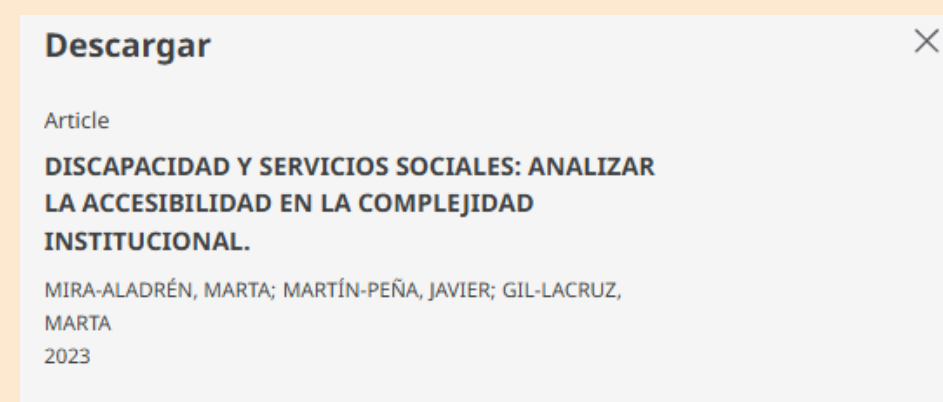 Descargar
Article
DISCAPACIDAD Y SERVICIOS SOCIALES: ANALIZAR
LA ACCESIBILIDAD EN LA COMPLEJIDAD
INSTITUCIONAL.
MIRA-ALADRÉN, MARTA; MARTÍN-PEÑA, JAVIER; GIL-LACRUZ,
MARTA
2023